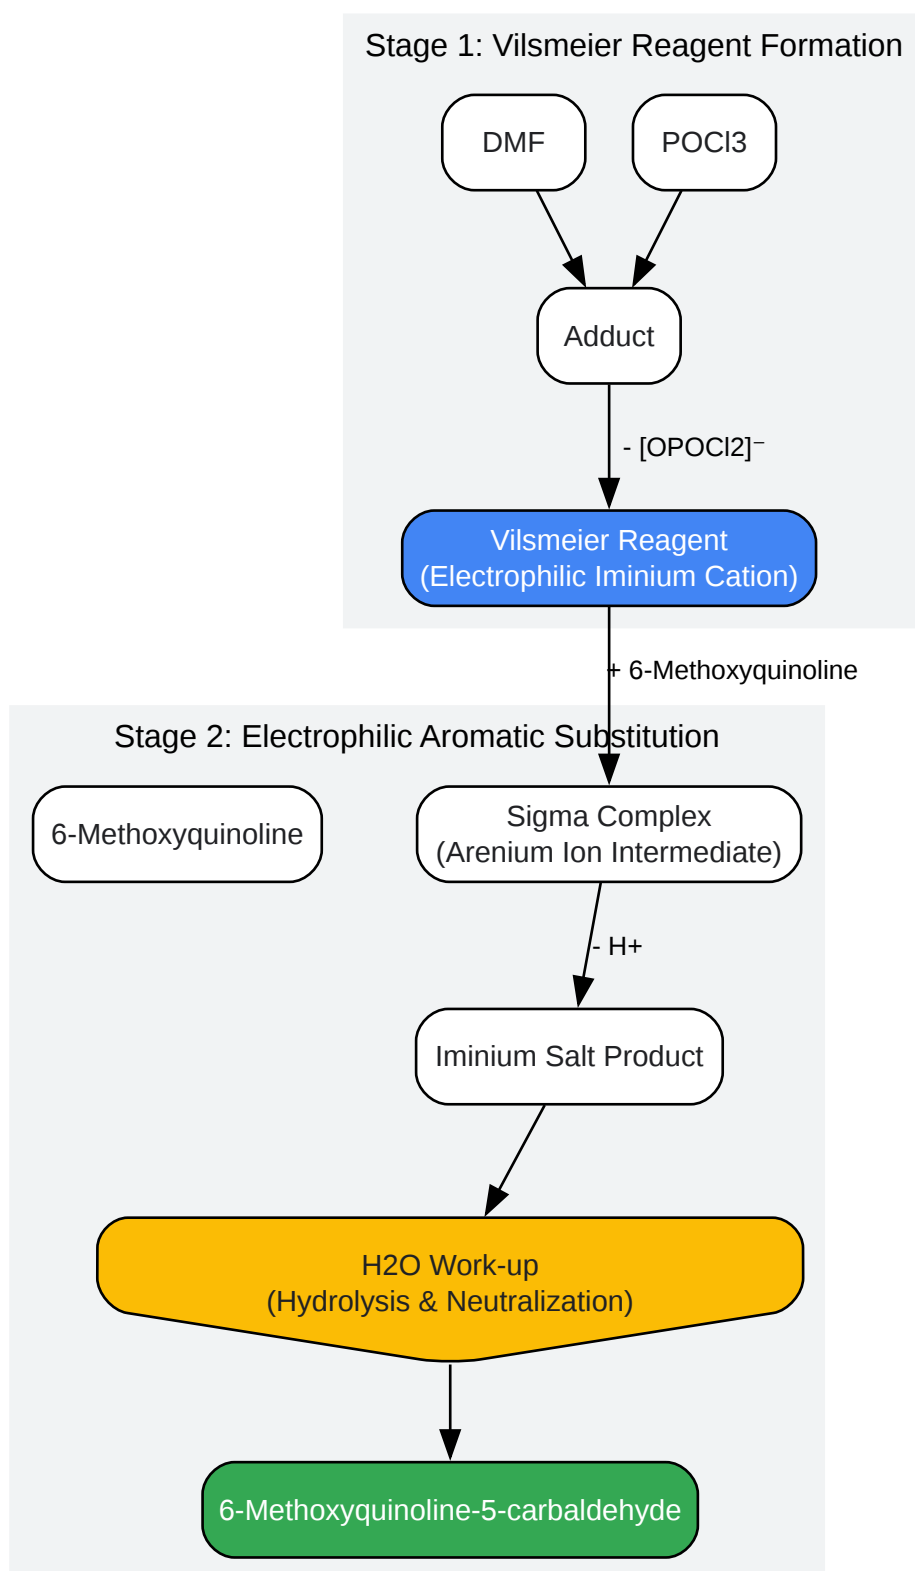 Stage 1: Vilsmeier Reagent Formation
DMF
POCl3
Adduct
- [OPOCl2]⁻
Vilsmeier Reagent
(Electrophilic Iminium Cation)
+ 6-Methoxyquinoline
Stage 2: Electrophilic Aromatic Substitution
6-Methoxyquinoline
Sigma Complex
(Arenium Ion Intermediate)
- H+
Iminium Salt Product
H2O Work-up
(Hydrolysis & Neutralization)
6-Methoxyquinoline-5-carbaldehyde